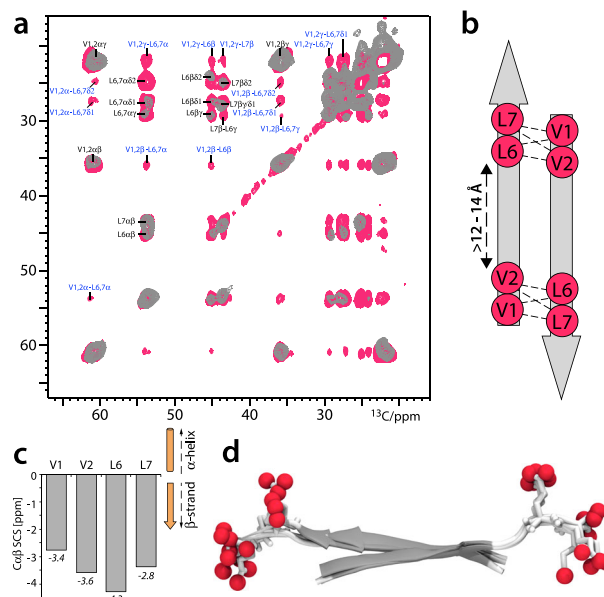 a
V1,2αγ
V1,2γ-L6,7α
V1,2γ-L6β
V1,2γ-L7β
V1,2βγ
V1,2γ-L6,7γ
V1,2γ-L6,7δ1
L6,7αδ2
L6βδ2
L7βδ2
V1,2α-L6,7δ2
V1,2β-L6,7δ2
V1,2α-L6,7δ1
L6,7αδ1
L6βδ1
L7βγδ1
V1,2β-L6,7δ1
L6,7αγ
L6βγ
L7β-L6γ
V1,2β-L6,7γ
V1,2αβ
V1,2β-L6,7α
V1,2β-L6β
L7αβ
L6αβ
V1,2α-L6,7α
30
40
50
60
60
50
40
30
¹³C/ppm
b
L7
V1
L6
V2
>12 - 14 Å
V2
L6
V1
L7
c
V1 V2 L6 L7
0
-1
-2
-3
-4
Cαβ SCS [ppm]
-3.4
-3.6
-2.8
α-helix
β-strand
d